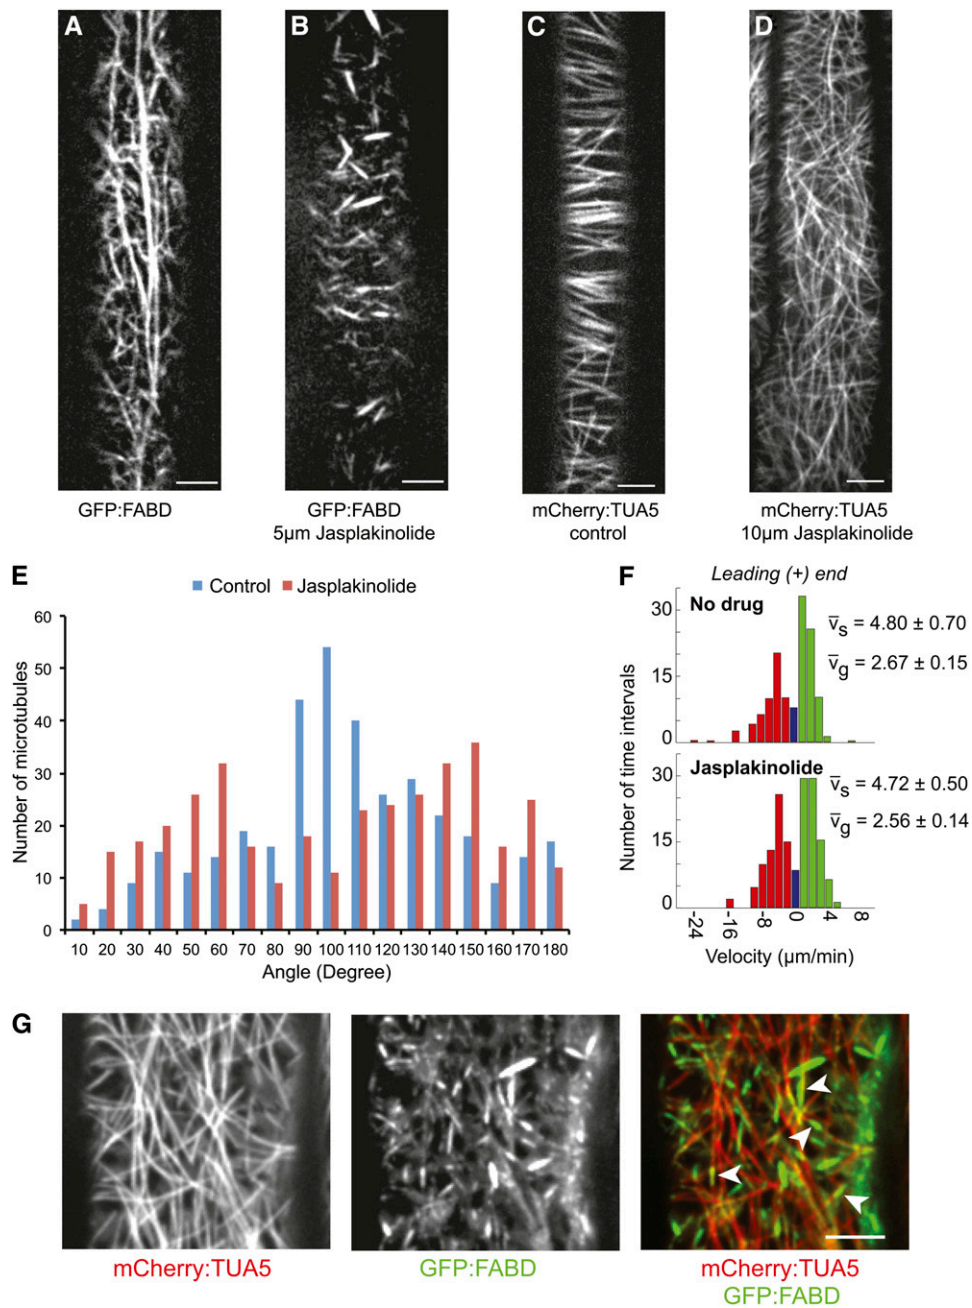 A
B
C
D
GFP:FABD
GFP:FABD
5µm Jasplakinolide
mCherry:TUA5
control
mCherry:TUA5
10µm Jasplakinolide
E
Control
Jasplakinolide
Number of microtubules
60
50
40
30
20
10
0
10 20 30 40 50 60 70 80 90 100 110 120 130 140 150 160 170 180
Angle (Degree)
F
Leading (+) end
No drug
v̅s = 4.80 ± 0.70
v̅g = 2.67 ± 0.15
30
15
0
Number of time intervals
Jasplakinolide
v̅s = 4.72 ± 0.50
v̅g = 2.56 ± 0.14
30
15
0
-24 -16 -8 0 4 8
Velocity (µm/min)
G
mCherry:TUA5
GFP:FABD
mCherry:TUA5
GFP:FABD